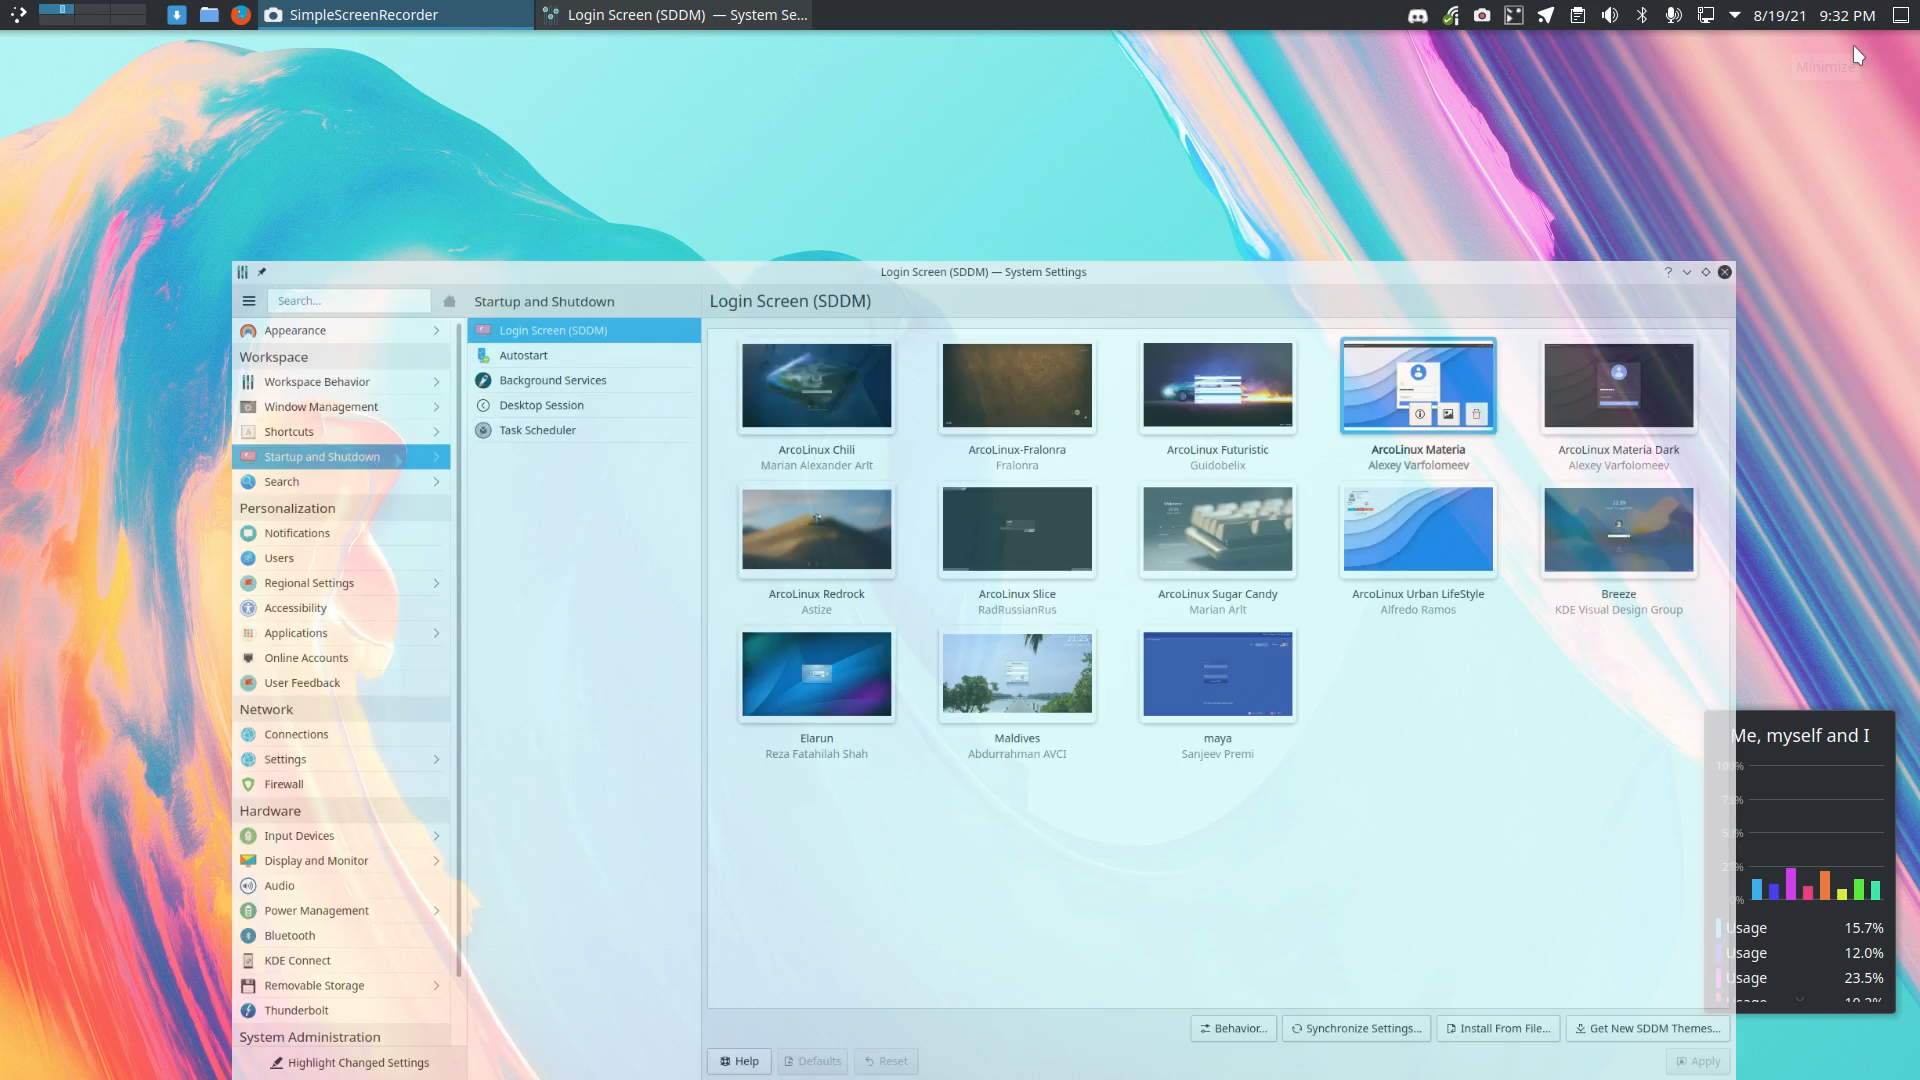 SimpleScreenRecorder
Login Screen (SDDM) — System Se...
8/19/21 9:32 PM
Minimize
Login Screen (SDDM) — System Settings
Search...
Startup and Shutdown
Login Screen (SDDM)
Appearance
Workspace
Workspace Behavior
Window Management
Shortcuts
Startup and Shutdown
Search
Personalization
Notifications
Users
Regional Settings
Accessibility
Applications
Online Accounts
User Feedback
Network
Connections
Settings
Firewall
Hardware
Input Devices
Display and Monitor
Audio
Power Management
Bluetooth
KDE Connect
Removable Storage
Thunderbolt
System Administration
Highlight Changed Settings
Login Screen (SDDM)
Autostart
Background Services
Desktop Session
Task Scheduler
ArcoLinux Chili
Marian Alexander Arlt
ArcoLinux-Fralonra
Fralonra
ArcoLinux Futuristic
Guidobelix
ArcoLinux Materia
Alexey Varfolomeev
ArcoLinux Materia Dark
Alexey Varfolomeev
ArcoLinux Redrock
Astize
ArcoLinux Slice
RadRussianRus
ArcoLinux Sugar Candy
Marian Arlt
ArcoLinux Urban LifeStyle
Alfredo Ramos
Breeze
KDE Visual Design Group
Elarun
Reza Fatahilah Shah
21:25
Maldives
Abdurrahman AVCI
maya
Sanjeev Premi
Behavior...
Synchronize Settings...
Install From File...
Get New SDDM Themes...
Help
Defaults
Reset
Apply
Me, myself and I
100%
75%
50%
25%
0%
Usage 15.7%
Usage 12.0%
Usage 23.5%